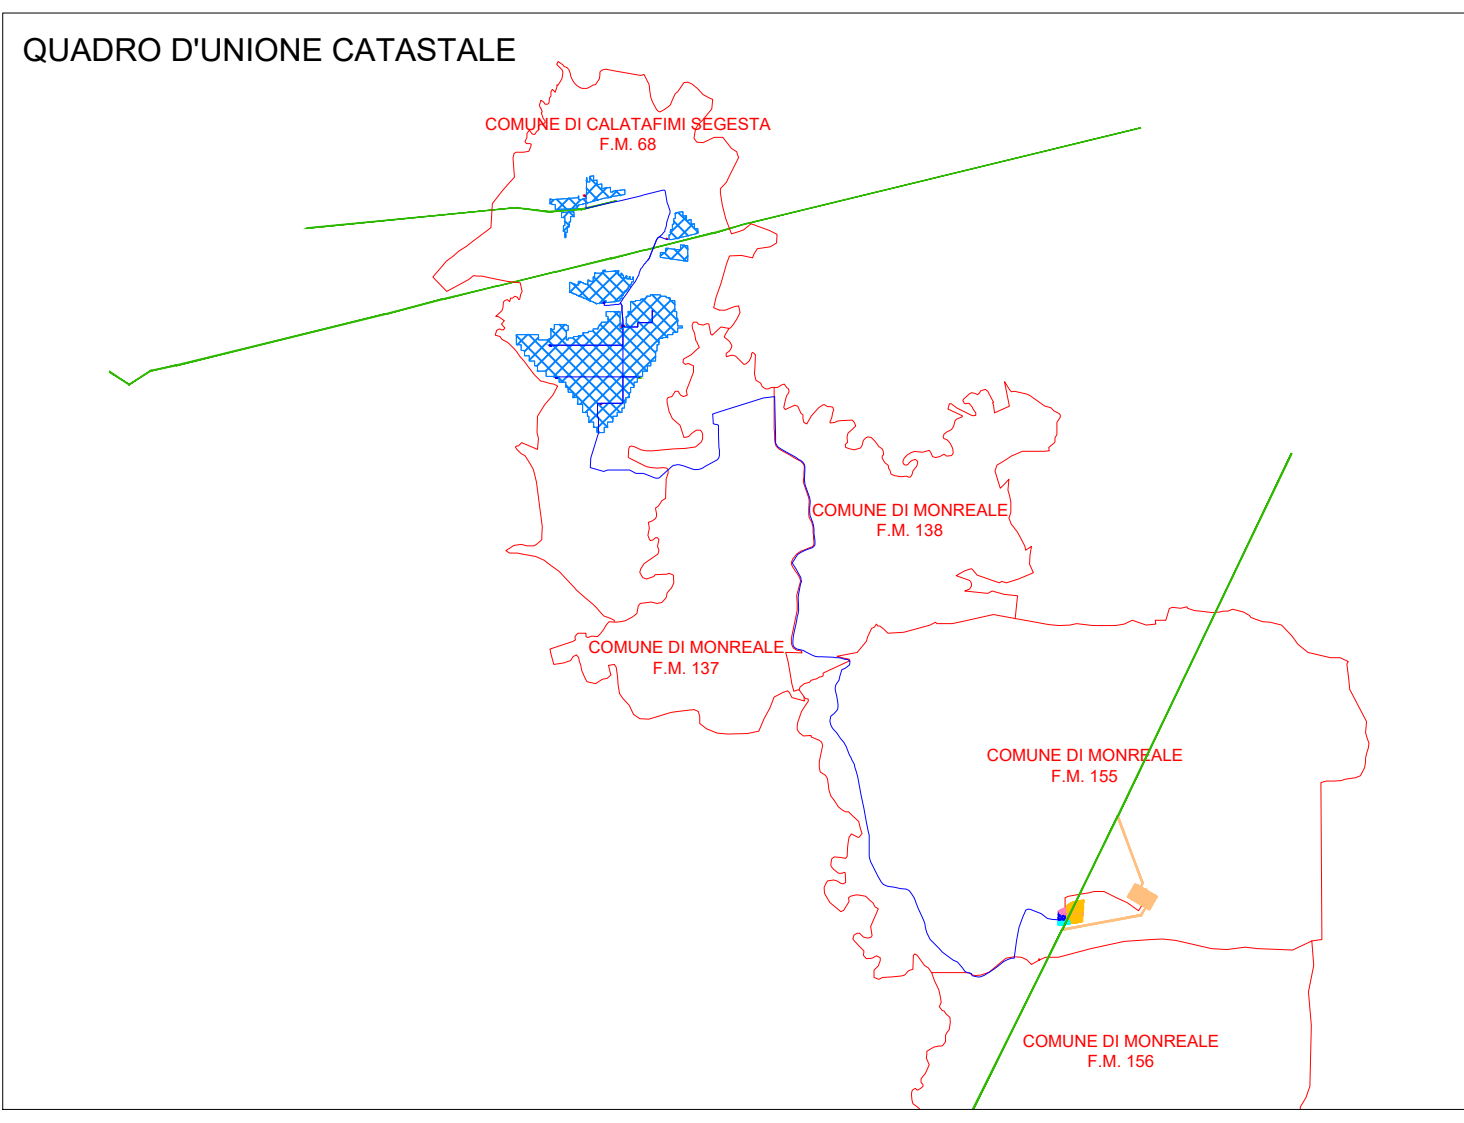 QUADRO D'UNIONE CATASTALE
COMUNE DI CALATAFIMI SEGESTA
F.M. 68
COMUNE DI MONREALE
F.M. 138
COMUNE DI MONREALE
F.M. 137
COMUNE DI MONREALE
F.M. 155
COMUNE DI MONREALE
F.M. 156